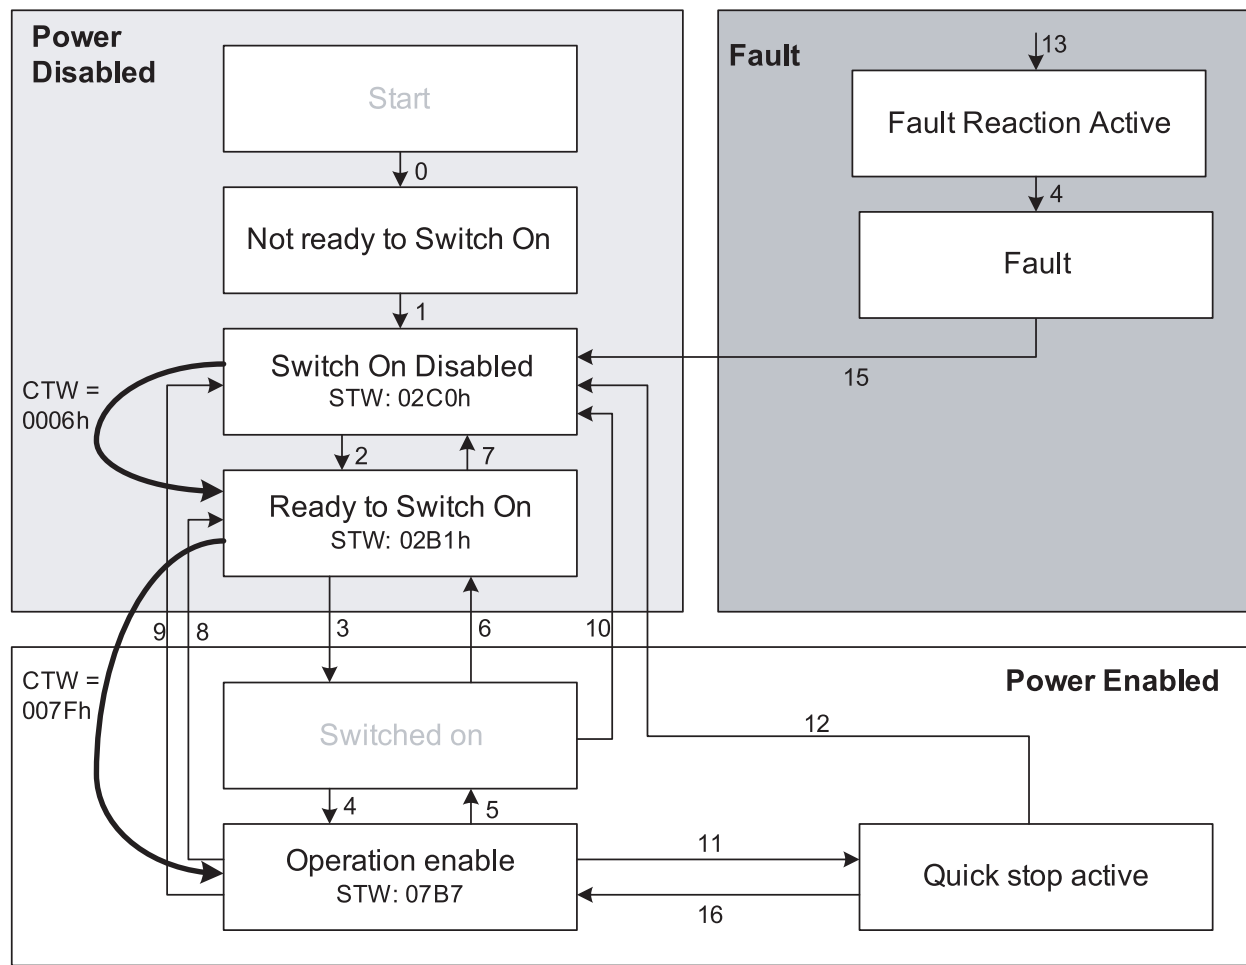 Power
Disabled
Start
0
Not ready to Switch On
1
Switch On Disabled
STW: 02C0h
CTW =
0006h
2
7
Ready to Switch On
STW: 02B1h
Fault
13
Fault Reaction Active
4
Fault
15
9
8
3
6
10
CTW =
007Fh
Power Enabled
Switched on
12
4
5
Operation enable
STW: 07B7
11
16
Quick stop active